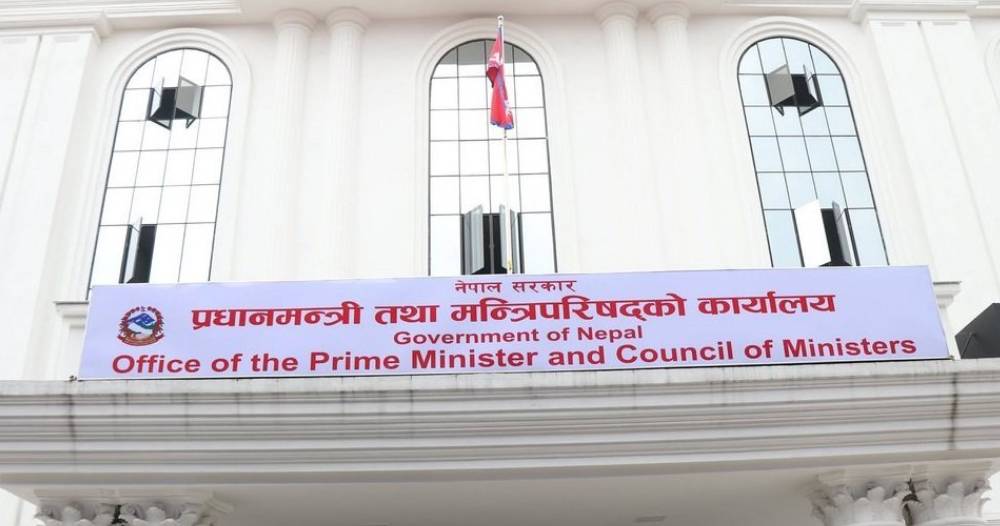 नेपाल सरकार
प्रधानमन्त्री तथा मन्त्रिपरिषद्को कार्यालय
Government of Nepal
Office of the Prime Minister and Council of Ministers